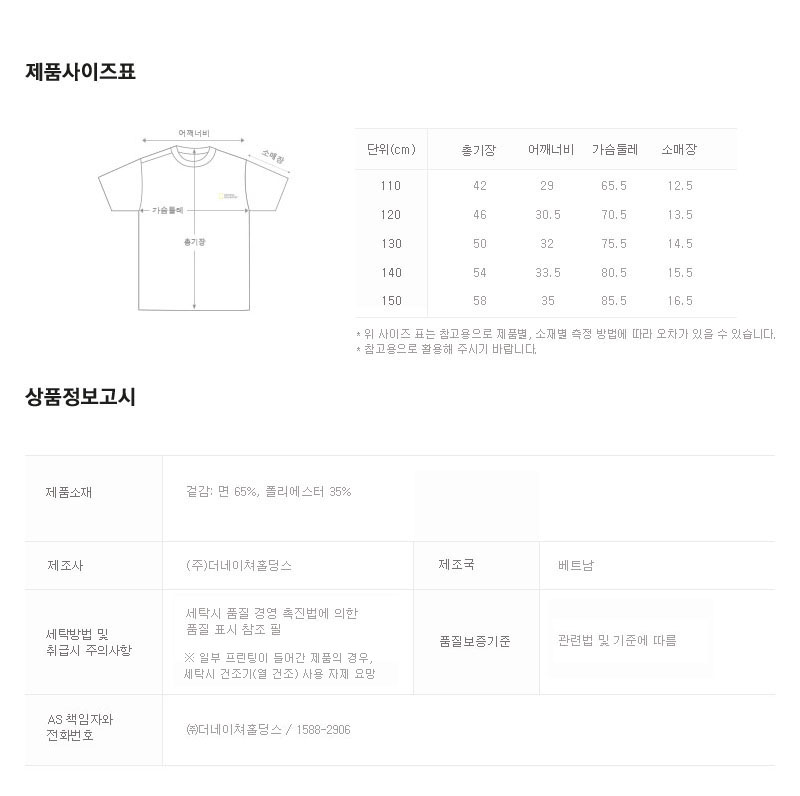 제품사이즈표
어깨너비
소매장
가슴둘레
총기장
단위(cm) 총기장 어깨너비 가슴둘레 소매장
110 42 29 65.5 12.5
120 46 30.5 70.5 13.5
130 50 32 75.5 14.5
140 54 33.5 80.5 15.5
150 58 35 85.5 16.5
* 위 사이즈 표는 참고용으로 제품별, 소재별 측정 방법에 따라 오차가 있을 수 있습니다.
* 참고용으로 활용해 주시기 바랍니다.
상품정보고시
제품소재 겉감: 면 65%, 폴리에스터 35%
제조사 (주)더네이쳐홀딩스 제조국 베트남
세탁방법 및
취급시 주의사항
세탁시 품질 경영 촉진법에 의한
품질 표시 참조 필
※ 일부 프린팅이 들어간 제품의 경우,
세탁시 건조기(열 건조) 사용 자제 요망
품질보증기준 관련법 및 기준에 따름
AS 책임자와
전화번호
㈜더네이쳐홀딩스 / 1588-2906